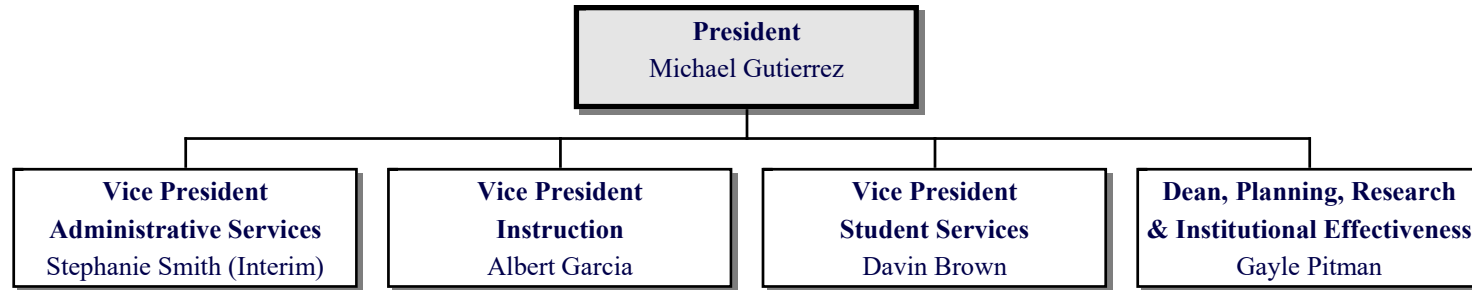 President
Michael Gutierrez
Vice President
Administrative Services
Stephanie Smith (Interim)
Vice President
Instruction
Albert Garcia
Vice President
Student Services
Davin Brown
Dean, Planning, Research
& Institutional Effectiveness
Gayle Pitman